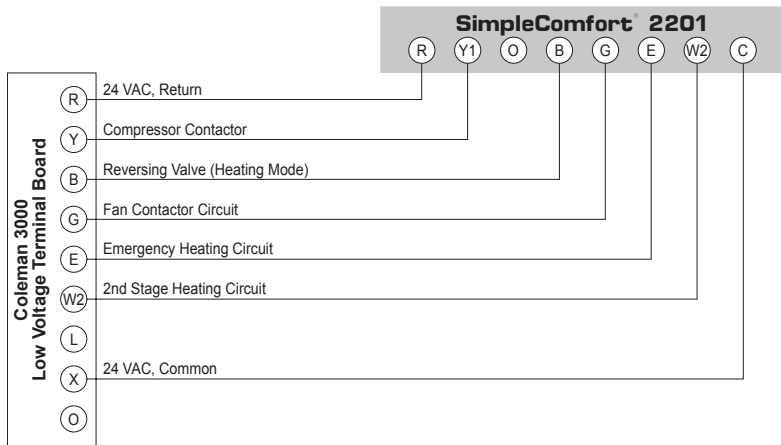 SimpleComfort® 2201
R Y1 O B G E W2 C
Coleman 3000
Low Voltage Terminal Board
R 24 VAC, Return
Y Compressor Contactor
B Reversing Valve (Heating Mode)
G Fan Contactor Circuit
E Emergency Heating Circuit
W2 2nd Stage Heating Circuit
L
X 24 VAC, Common
O